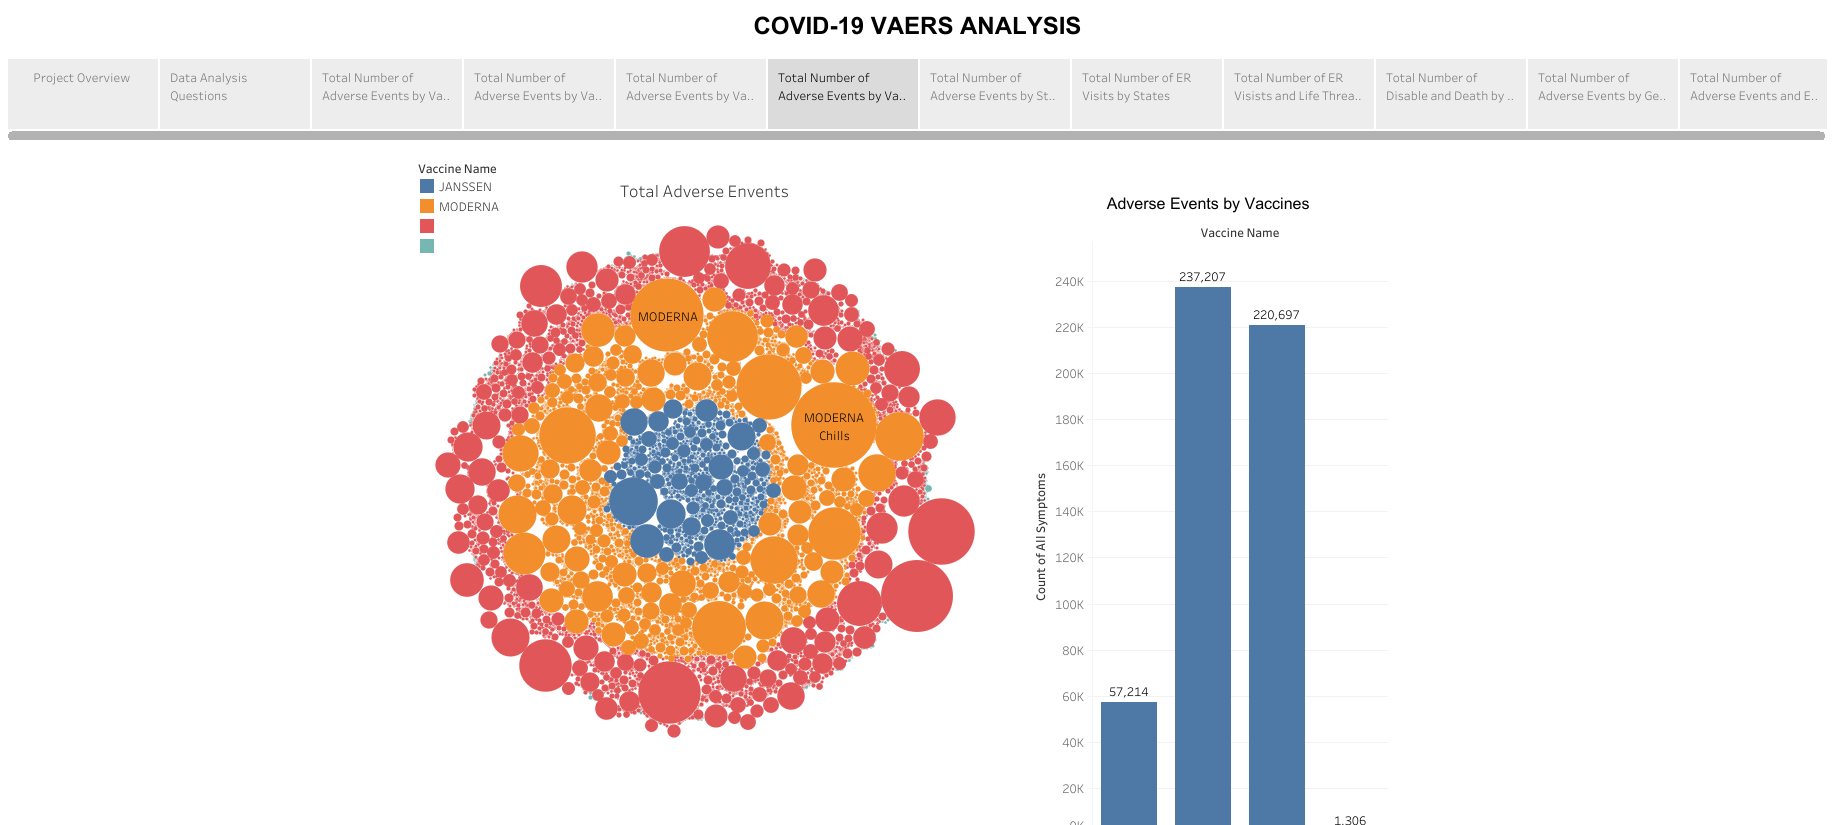 COVID-19 VAERS ANALYSIS
Project Overview
Data Analysis
Questions
Total Number of
Adverse Events by Va..
Total Number of
Adverse Events by Va..
Total Number of
Adverse Events by Va..
Total Number of
Adverse Events by Va..
Total Number of
Adverse Events by St..
Total Number of ER
Visits by States
Total Number of ER
Visists and Life Threa..
Total Number of
Disable and Death by ..
Total Number of
Adverse Events by Ge..
Total Number of
Adverse Events and E..
Vaccine Name
JANSSEN
MODERNA
Total Adverse Envents
MODERNA
MODERNA
Chills
Adverse Events by Vaccines
Vaccine Name
Count of All Symptoms
240K
220K
200K
180K
160K
140K
120K
100K
80K
60K
40K
20K
0K
57,214
237,207
220,697
1,306